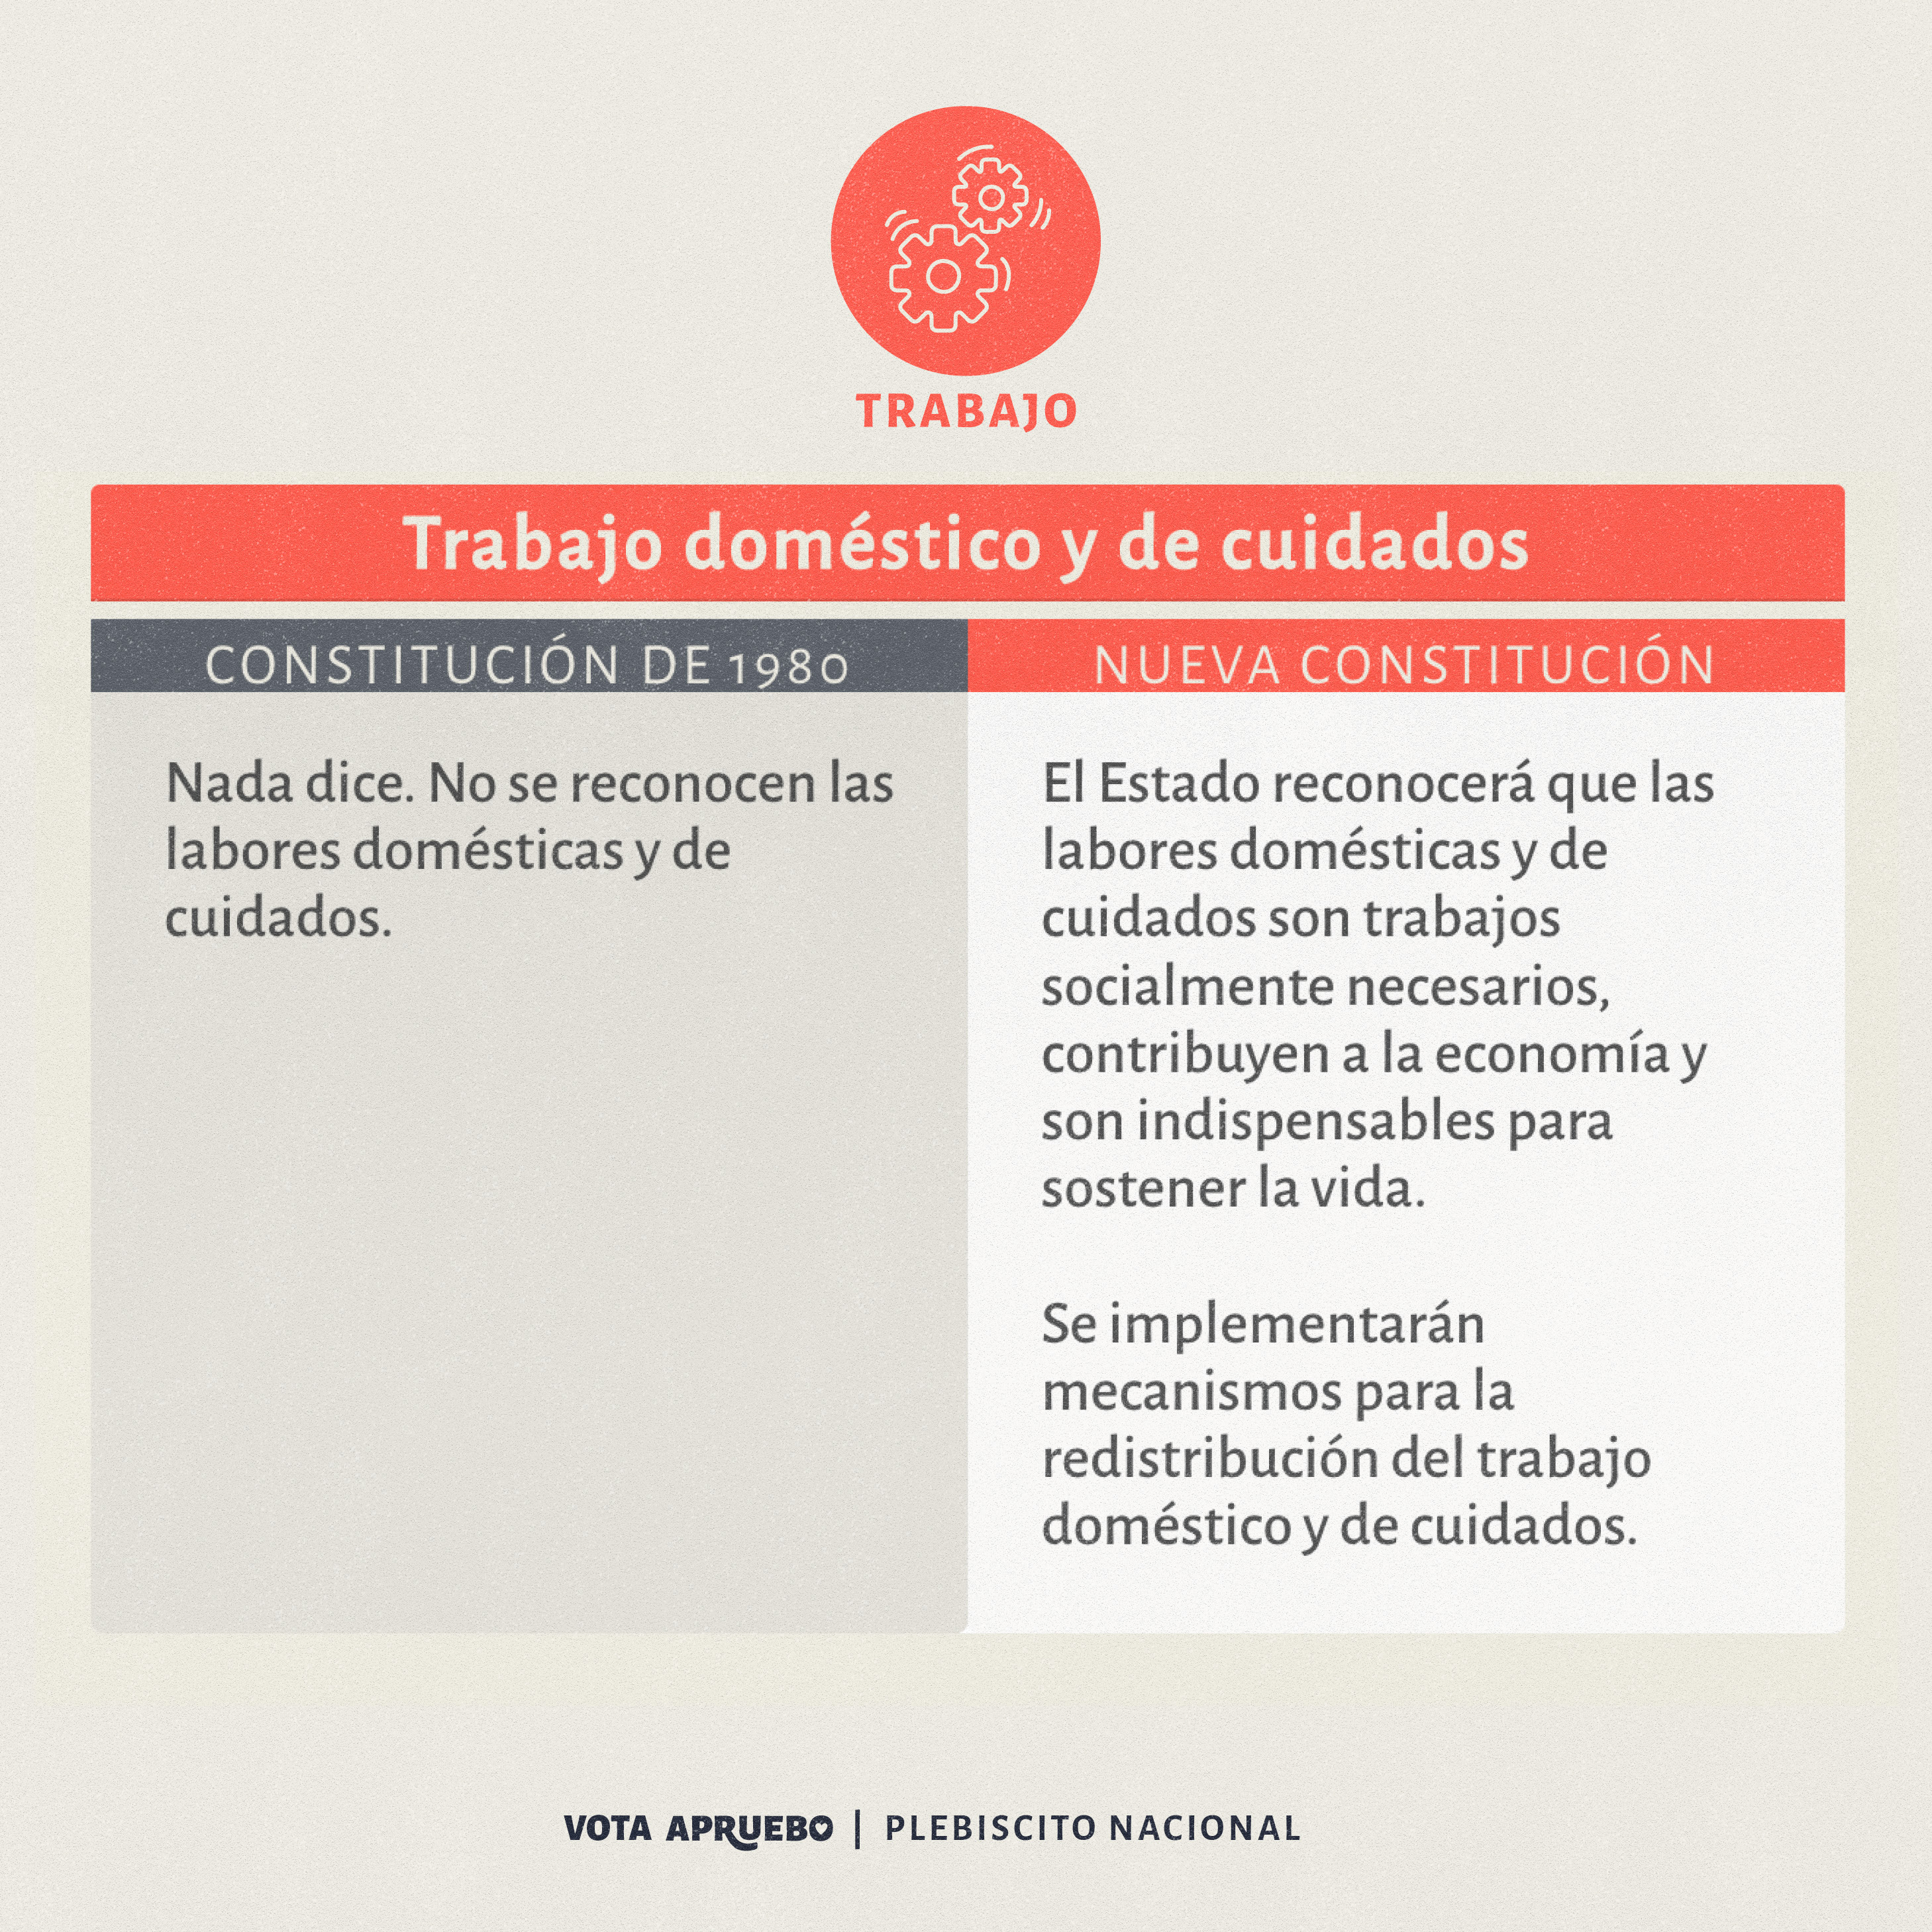 TRABAJO
Trabajo doméstico y de cuidados
CONSTITUCIÓN DE 1980
Nada dice. No se reconocen las
labores domésticas y de
cuidados.
NUEVA CONSTITUCIÓN
El Estado reconocerá que las
labores domésticas y de
cuidados son trabajos
socialmente necesarios,
contribuyen a la economía y
son indispensables para
sostener la vida.
Se implementarán
mecanismos para la
redistribución del trabajo
doméstico y de cuidados.
VOTA APRUEBO | PLEBISCITO NACIONAL